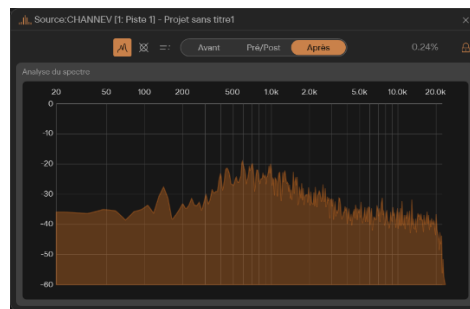 Source:CHANNEV [1: Piste 1] - Projet sans titre1
Avant Pré/Post Après 0.24%
Analyse du spectre
20 50 100 200 500 1.0k 2.0k 5.0k 10.0k 20.0k
0
-10
-20
-30
-40
-50
-60